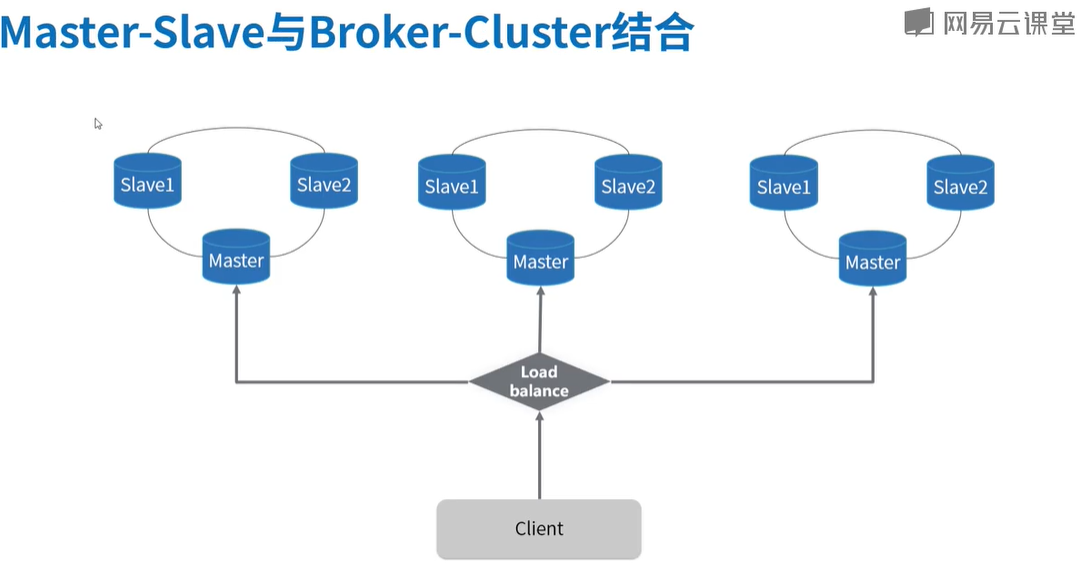 Master-Slave与Broker-Cluster结合
网易云课堂
Slave1
Slave2
Slave1
Slave2
Slave1
Slave2
Master
Master
Master
Load
balance
Client